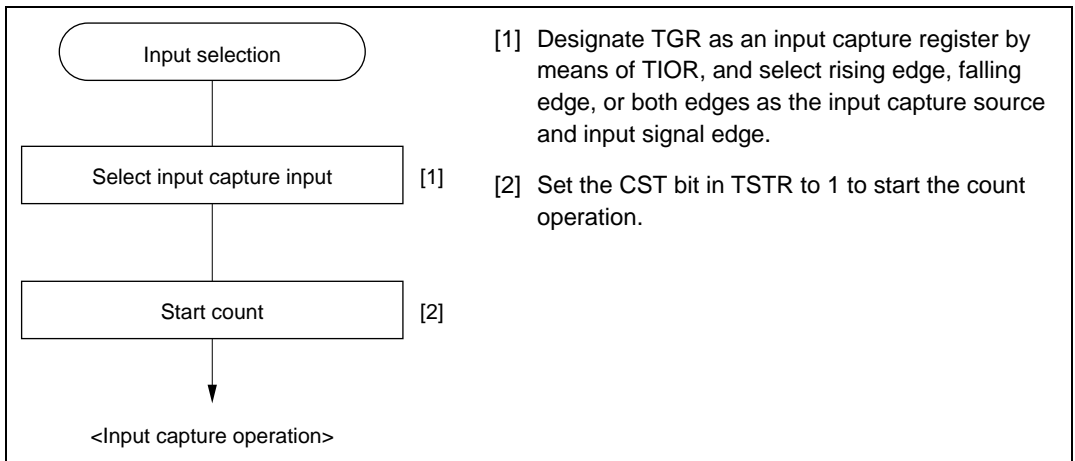 Input selection
Select input capture input
[1]
Start count
[2]
<Input capture operation>
[1] Designate TGR as an input capture register by
means of TIOR, and select rising edge, falling
edge, or both edges as the input capture source
and input signal edge.
[2] Set the CST bit in TSTR to 1 to start the count
operation.